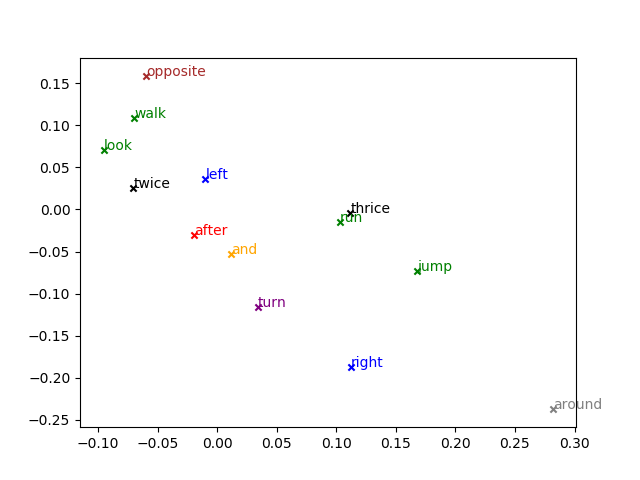 opposite
0.15
walk
0.10
look
0.05
twice
left
thrice
0.00
run
after
and
−0.05
jump
turn
−0.10
−0.15
right
−0.20
around
−0.25
−0.10 −0.05 0.00 0.05 0.10 0.15 0.20 0.25 0.30